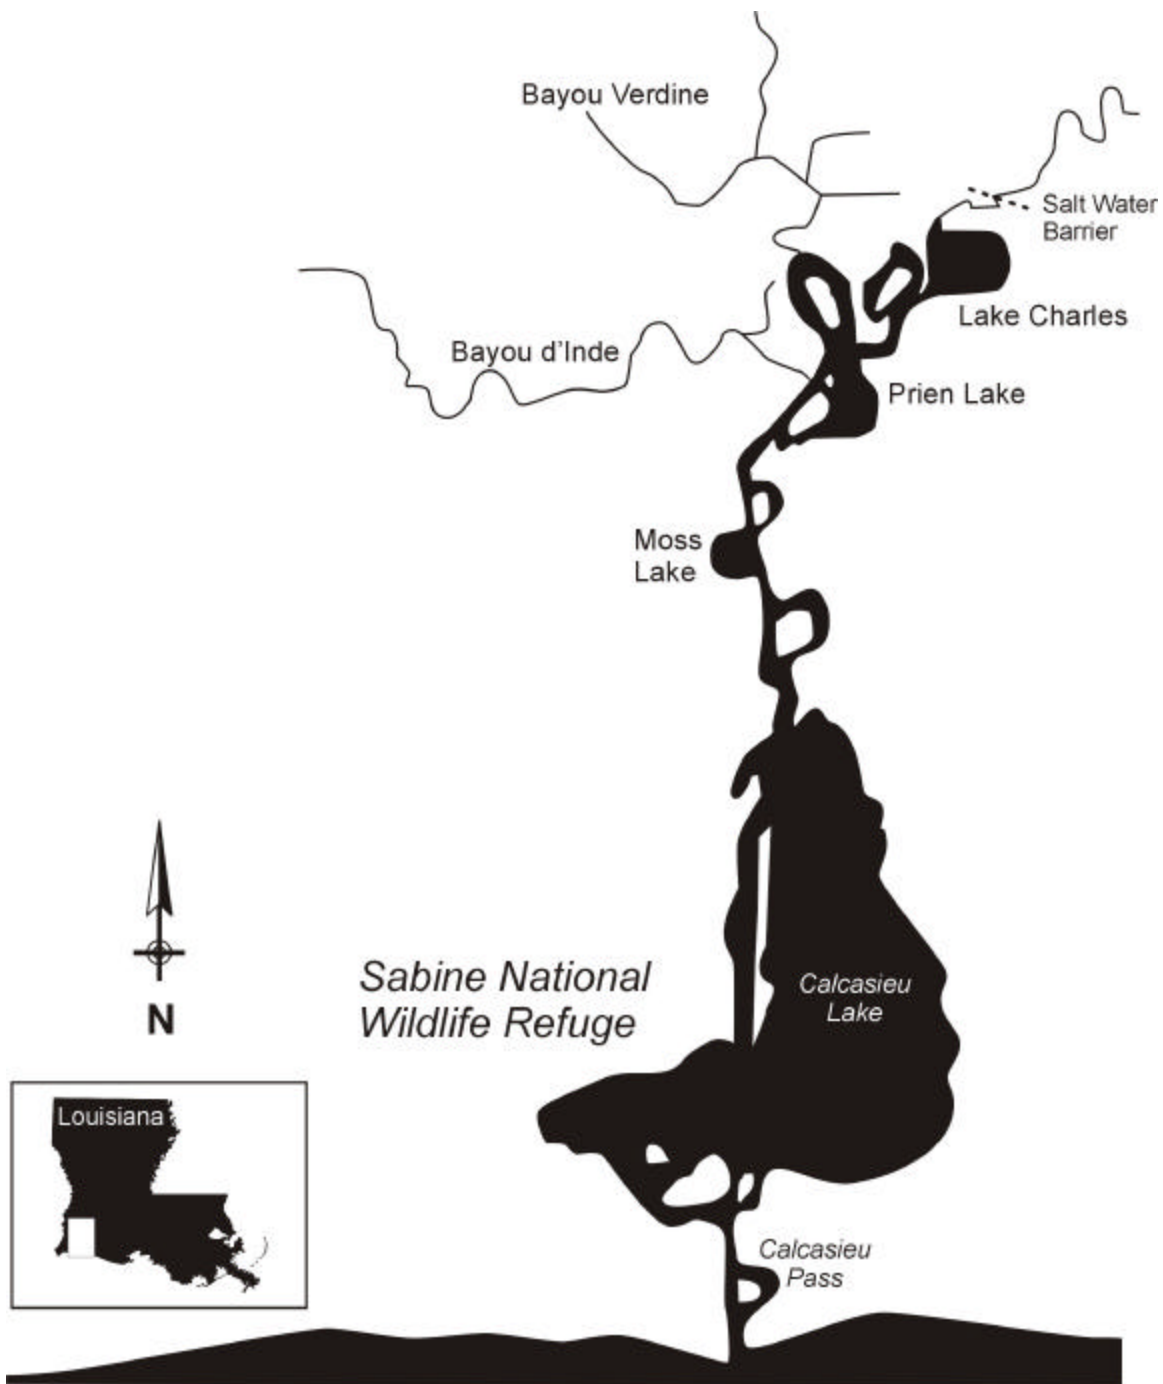 Bayou Verdine
Salt Water
Barrier
Lake Charles
Bayou d'Inde
Prien Lake
Moss
Lake
Sabine National
Wildlife Refuge
Calcasieu
Lake
N
Louisiana
Calcasieu
Pass